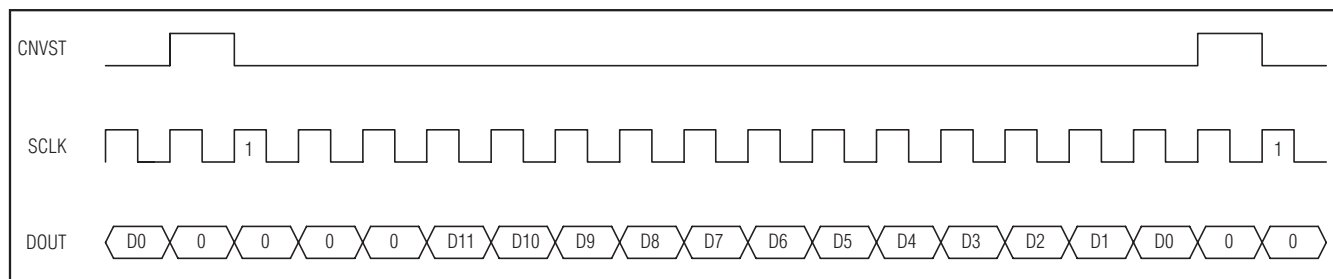 CNVST
SCLK 1 1
DOUT D0 0 0 0 0 D11 D10 D9 D8 D7 D6 D5 D4 D3 D2 D1 D0 0 0